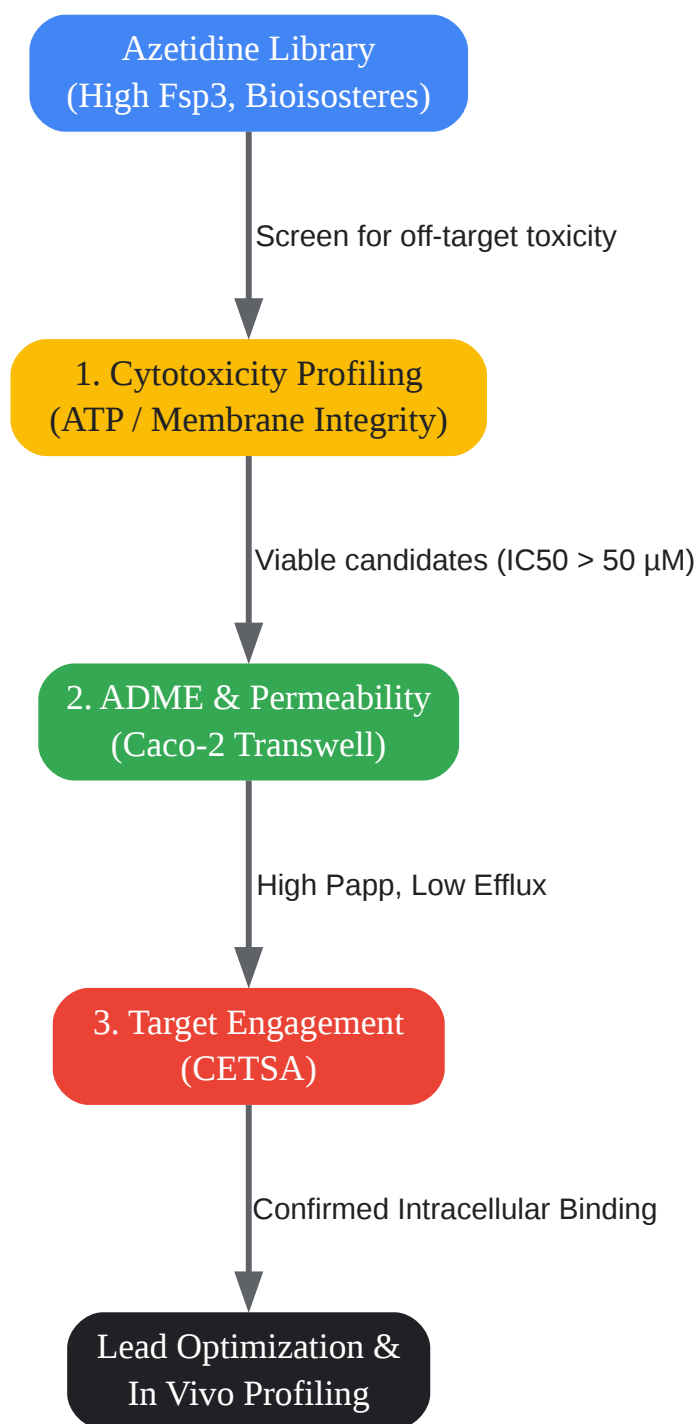 Azetidine Library
(High Fsp3, Bioisosteres)
Screen for off-target toxicity
1. Cytotoxicity Profiling
(ATP / Membrane Integrity)
Viable candidates (IC50 > 50 µM)
2. ADME & Permeability
(Caco-2 Transwell)
High Papp, Low Efflux
3. Target Engagement
(CETSA)
Confirmed Intracellular Binding
Lead Optimization &
In Vivo Profiling